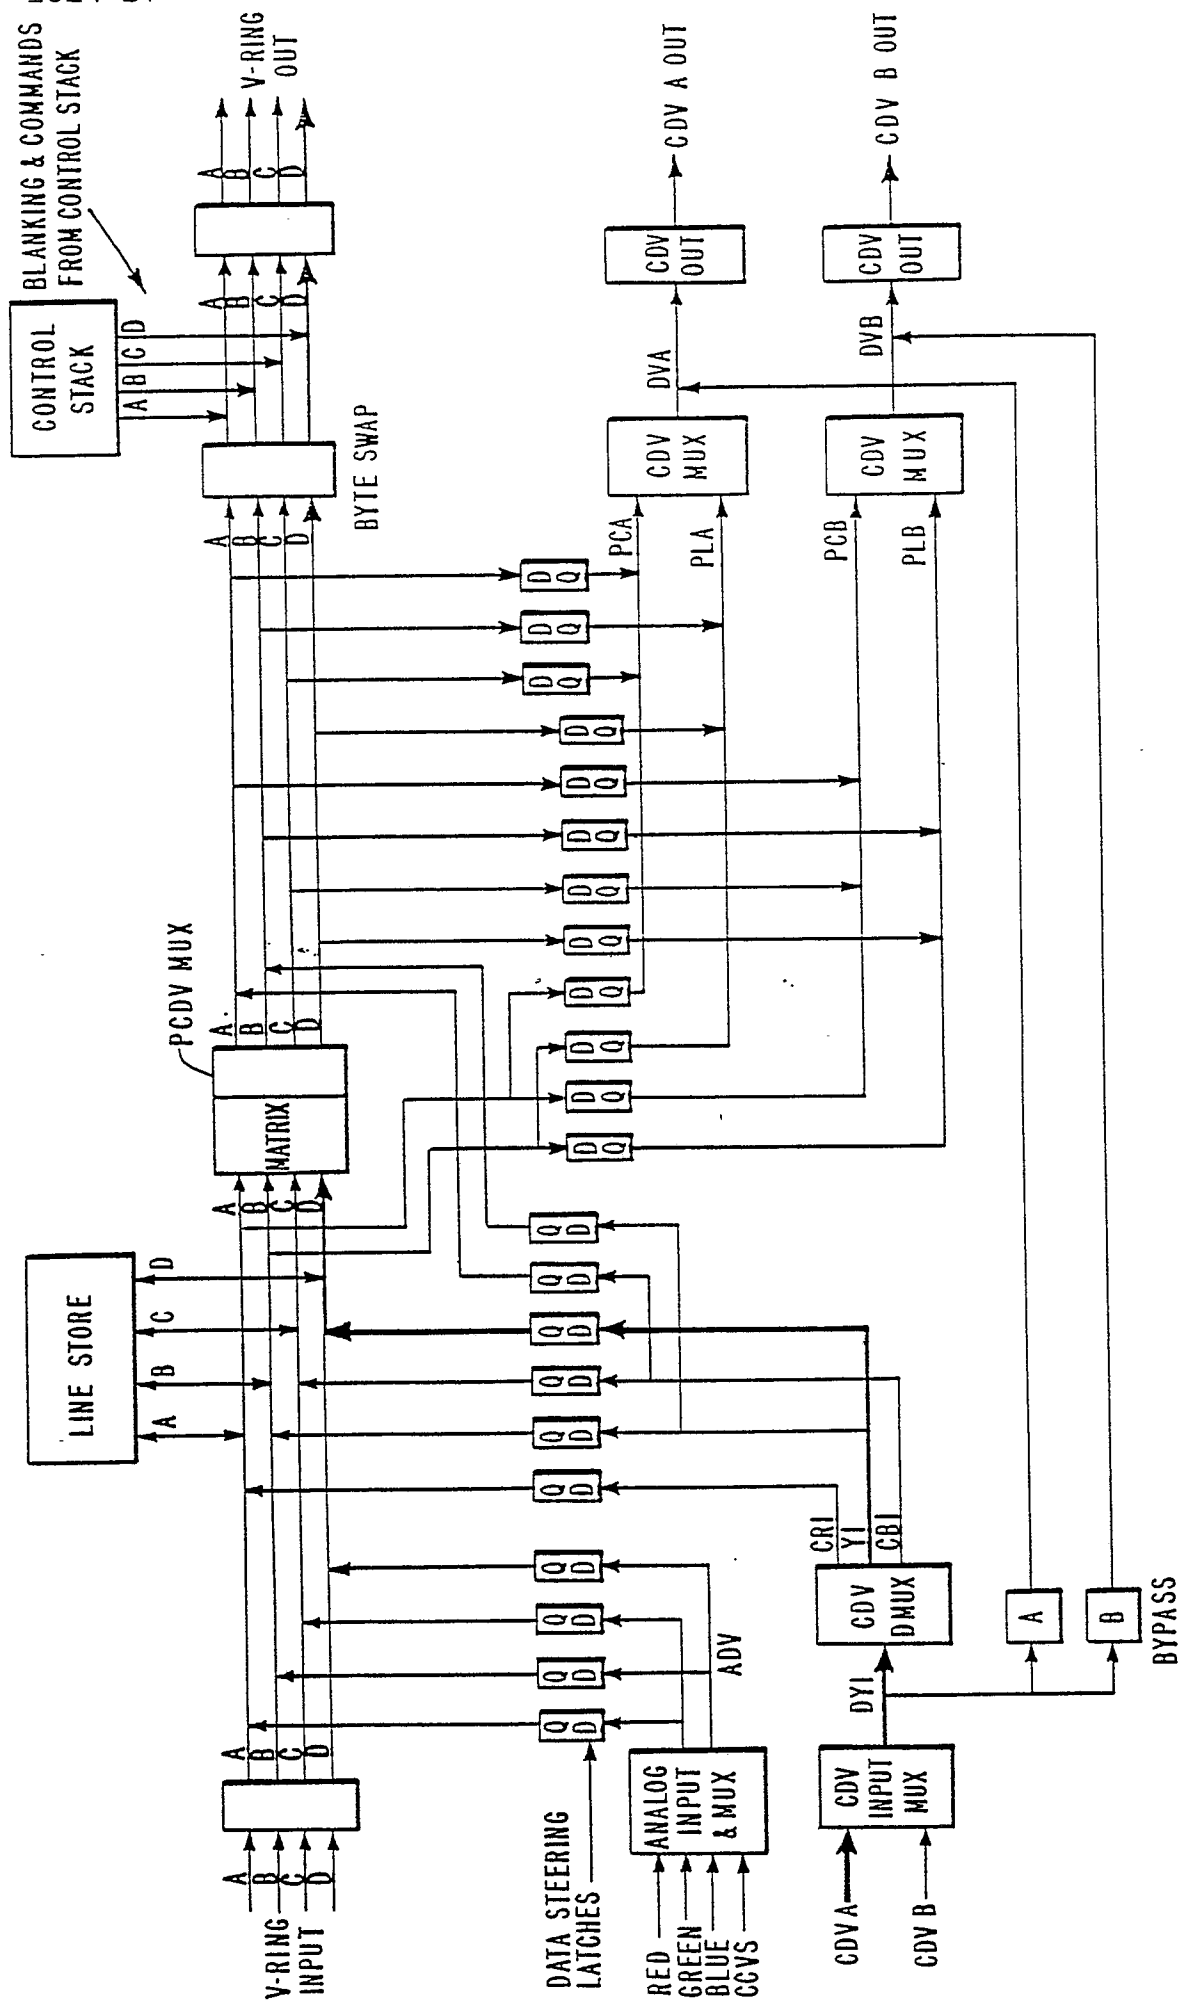 BLANKING & COMMANDS
FROM CONTROL STACK
CONTROL
STACK
A
B
C
D
V-RING
OUT
A
B
C
D
A
B
C
D
BYTE SWAP
A
B
C
D
PCDV MUX
MATRIX
A
B
C
D
A
B
C
D
LINE STORE
A
B
C
D
A
B
C
D
V-RING
INPUT
A
B
C
D
DATA STEERING
LATCHES
Q
D
Q
D
Q
D
Q
D
Q
D
Q
D
Q
D
Q
D
Q
D
Q
D
D
Q
D
Q
D
Q
D
Q
D
Q
D
Q
D
Q
D
Q
D
Q
D
Q
D
Q
D
Q
RED
GREEN
BLUE
CCVS
ANALOG
INPUT
& MUX
ADV
CDV A
CDV B
CDV
INPUT
MUX
DYI
CDV
DMUX
CRI
YI
CBI
A
B
BYPASS
PCA
PLA
CDV
MUX
DVA
CDV
OUT
CDV A OUT
PCB
PLB
CDV
MUX
DVB
CDV
OUT
CDV B OUT